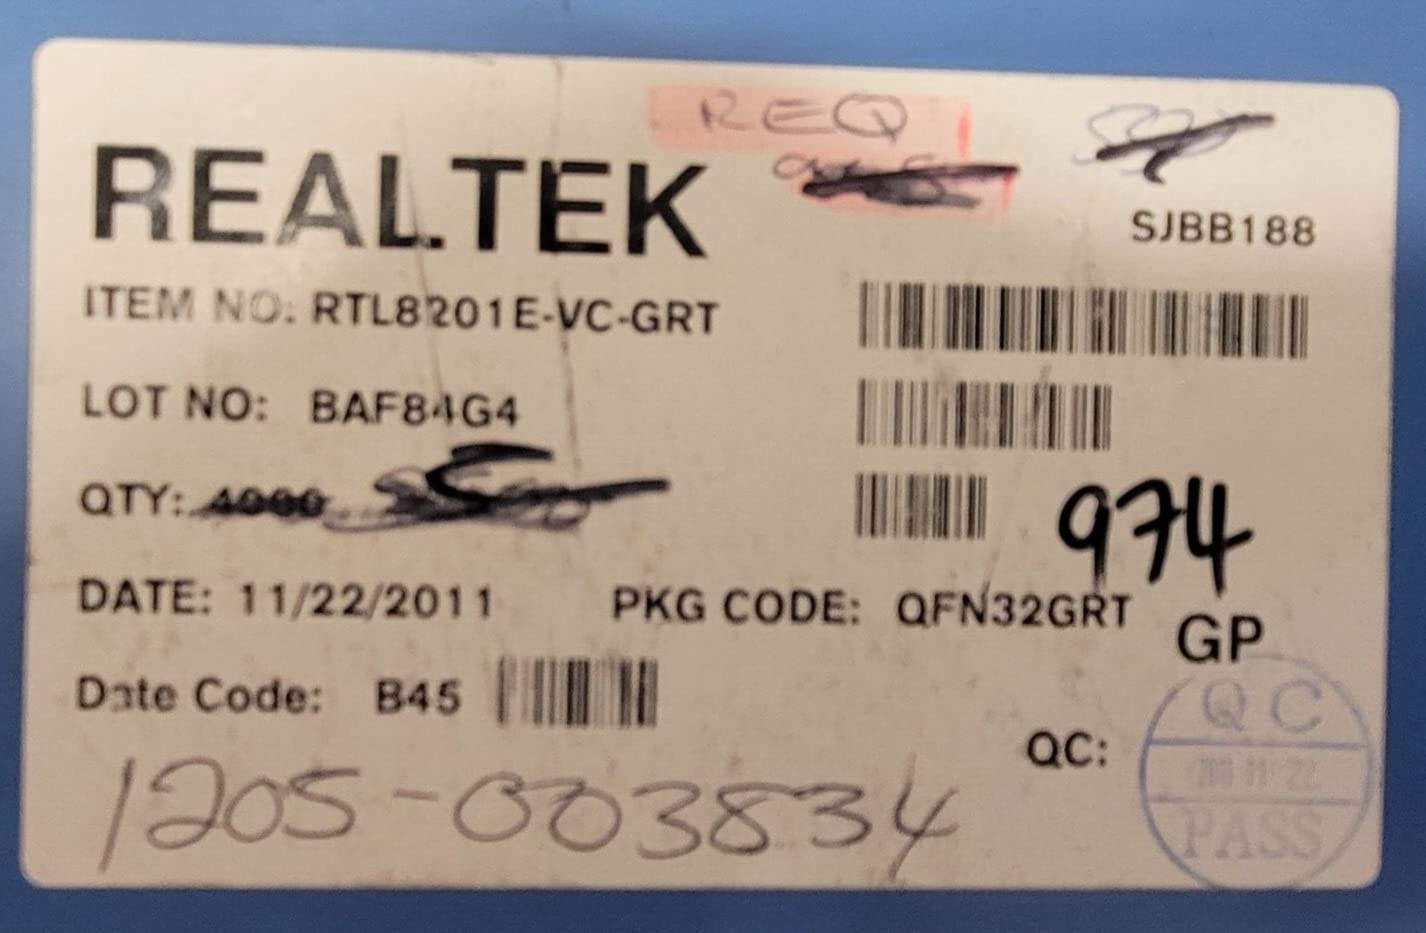 REQ
REALTEK
SJBB188
ITEM NO: RTL8201E-VC-GRT
LOT NO: BAF84G4
QTY: 4000
974
DATE: 11/22/2011 PKG CODE: QFN32GRT
GP
Date Code: B45
QC:
QC
PASS
1205-003834